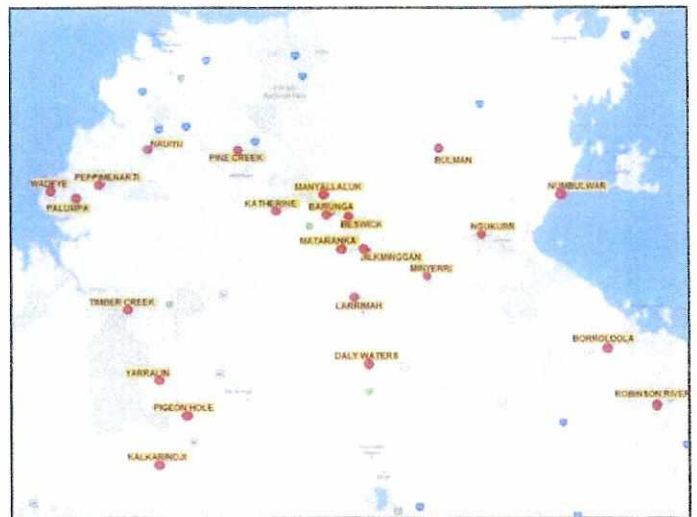 NAUIYU
PINE CREEK
BULMAN
WADEYE
PEPPIMENARTI
PALUMPA
MANYALLALUK
NUMBULWAR
KATHERINE
BARUNGA
BESWICK
NGUKURR
MATARANKA
JILKMINGGAN
MINYERRI
TIMBER CREEK
LARRIMAH
BORROLOOLA
DALY WATERS
YARRALIN
ROBINSON RIVER
PIGEON HOLE
KALKARINDJI